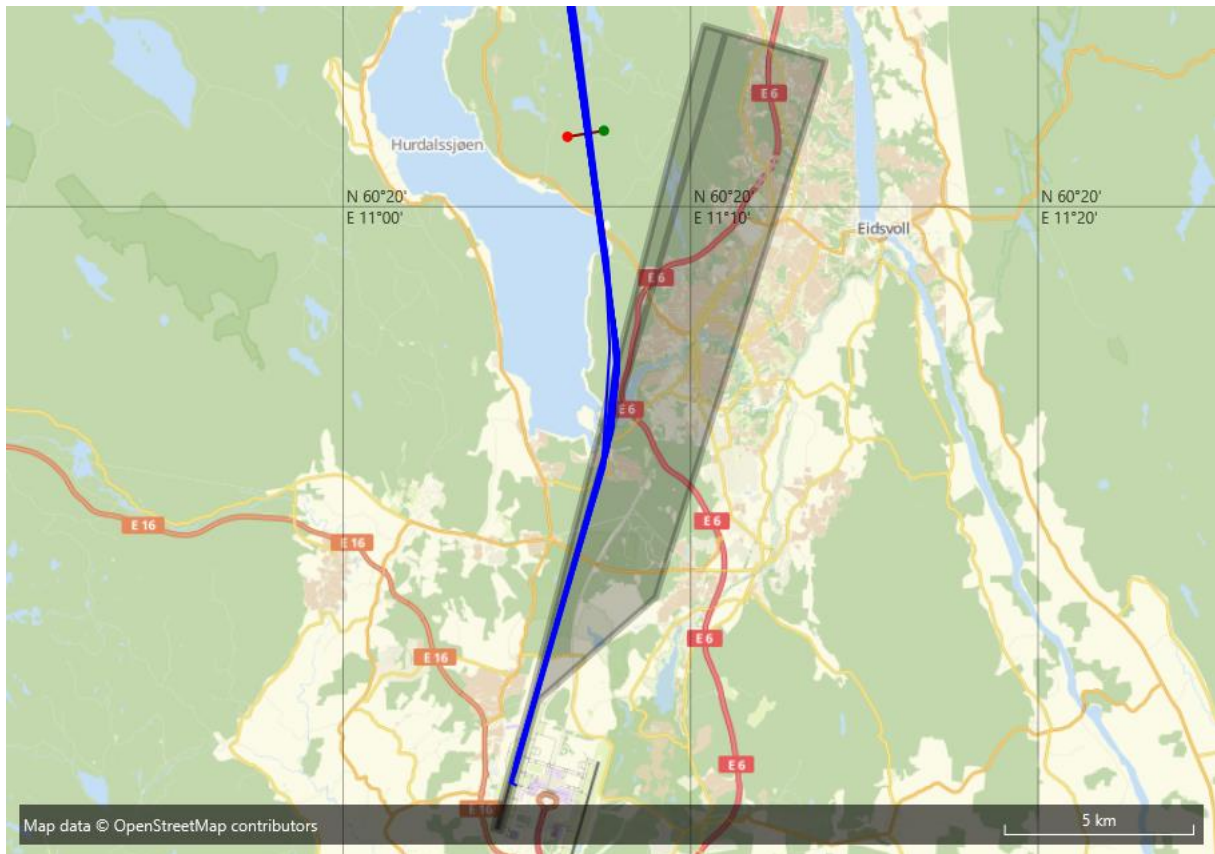 E 6
Hurdalssjøen
N 60°20'
E 11°00'
N 60°20'
E 11°10'
N 60°20'
E 11°20'
Eidsvoll
E 6
E 6
E 16
E 16
E 6
E 6
E 16
E 6
E 16
Map data © OpenStreetMap contributors
5 km